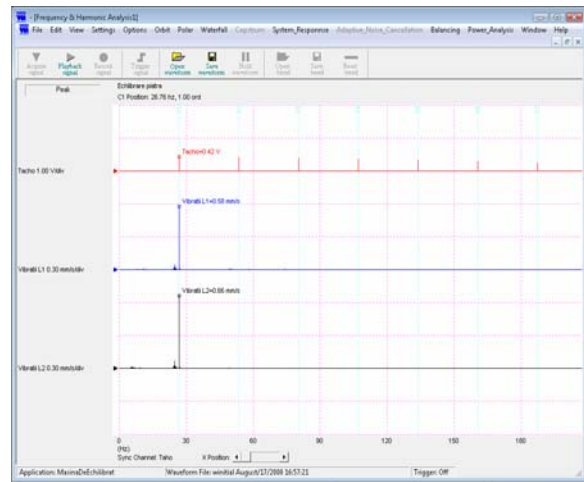 - [Frequency & Harmonic Analysis1]
File Edit View Settings Options Orbit Polar Waterfall Cepstrum System_Response Adaptive_Noise_Cancellation Balancing Power_Analysis Window Help
Acquire signal Playback signal Record signal Trigger signal Open waveform Save waveform Hold waveform Open trend Save trend Reset trend
Peak
Echilibrare piatra
C1 Position: 26.76 hz, 1.00 ord
Tacho=0.42 V
Tacho 1.00 V/div
Vibratii L1=0.58 mm/s
Vibratii L1 0.30 mm/s/div
Vibratii L2=0.66 mm/s
Vibratii L2 0.30 mm/s/div
0 30 60 90 120 150 180
(Hz)
Sync Channel: Taho X Position:
Application: MasinaDeEchilibrat Waveform File: winitial August/17/2008 16:57:21 Trigger: Off